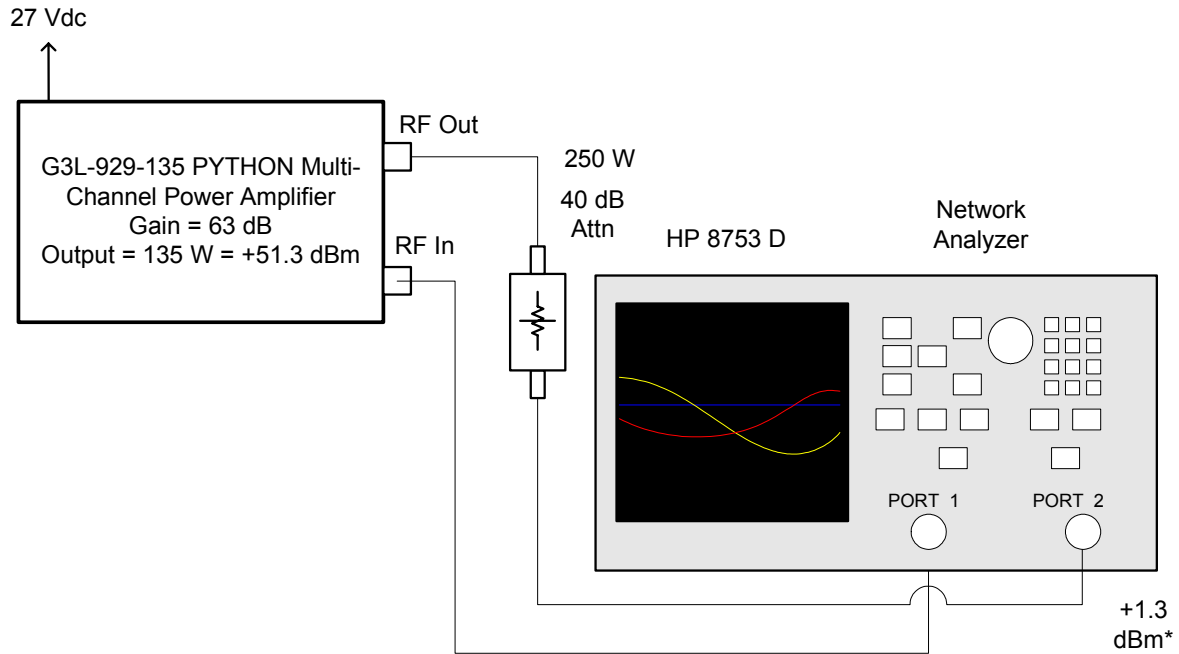 27 Vdc
RF Out
G3L-929-135 PYTHON Multi-
Channel Power Amplifier
Gain = 63 dB
Output = 135 W = +51.3 dBm
RF In
250 W
40 dB
Attn
HP 8753 D
Network
Analyzer
PORT 1
PORT 2
+1.3
dBm*